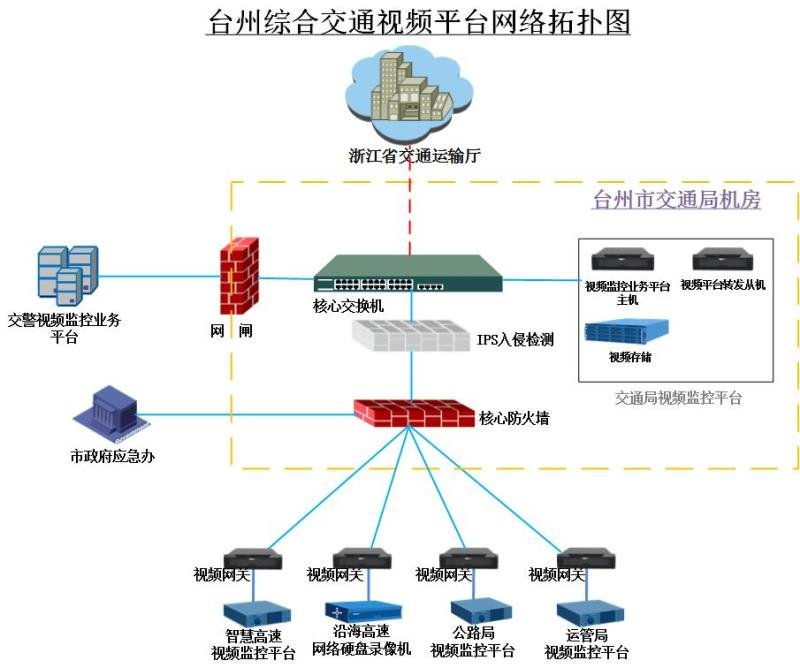 台州综合交通视频平台网络拓扑图
浙江省交通运输厅
台州市交通局机房
交警视频监控业务
平台
网 闸
核心交换机
视频监控业务平台
主机
视频平台转发从机
视频存储
交通局视频监控平台
IPS入侵检测
核心防火墙
市政府应急办
视频网关
视频网关
视频网关
视频网关
智慧高速
视频监控平台
沿海高速
网络硬盘录像机
公路局
视频监控平台
运管局
视频监控平台